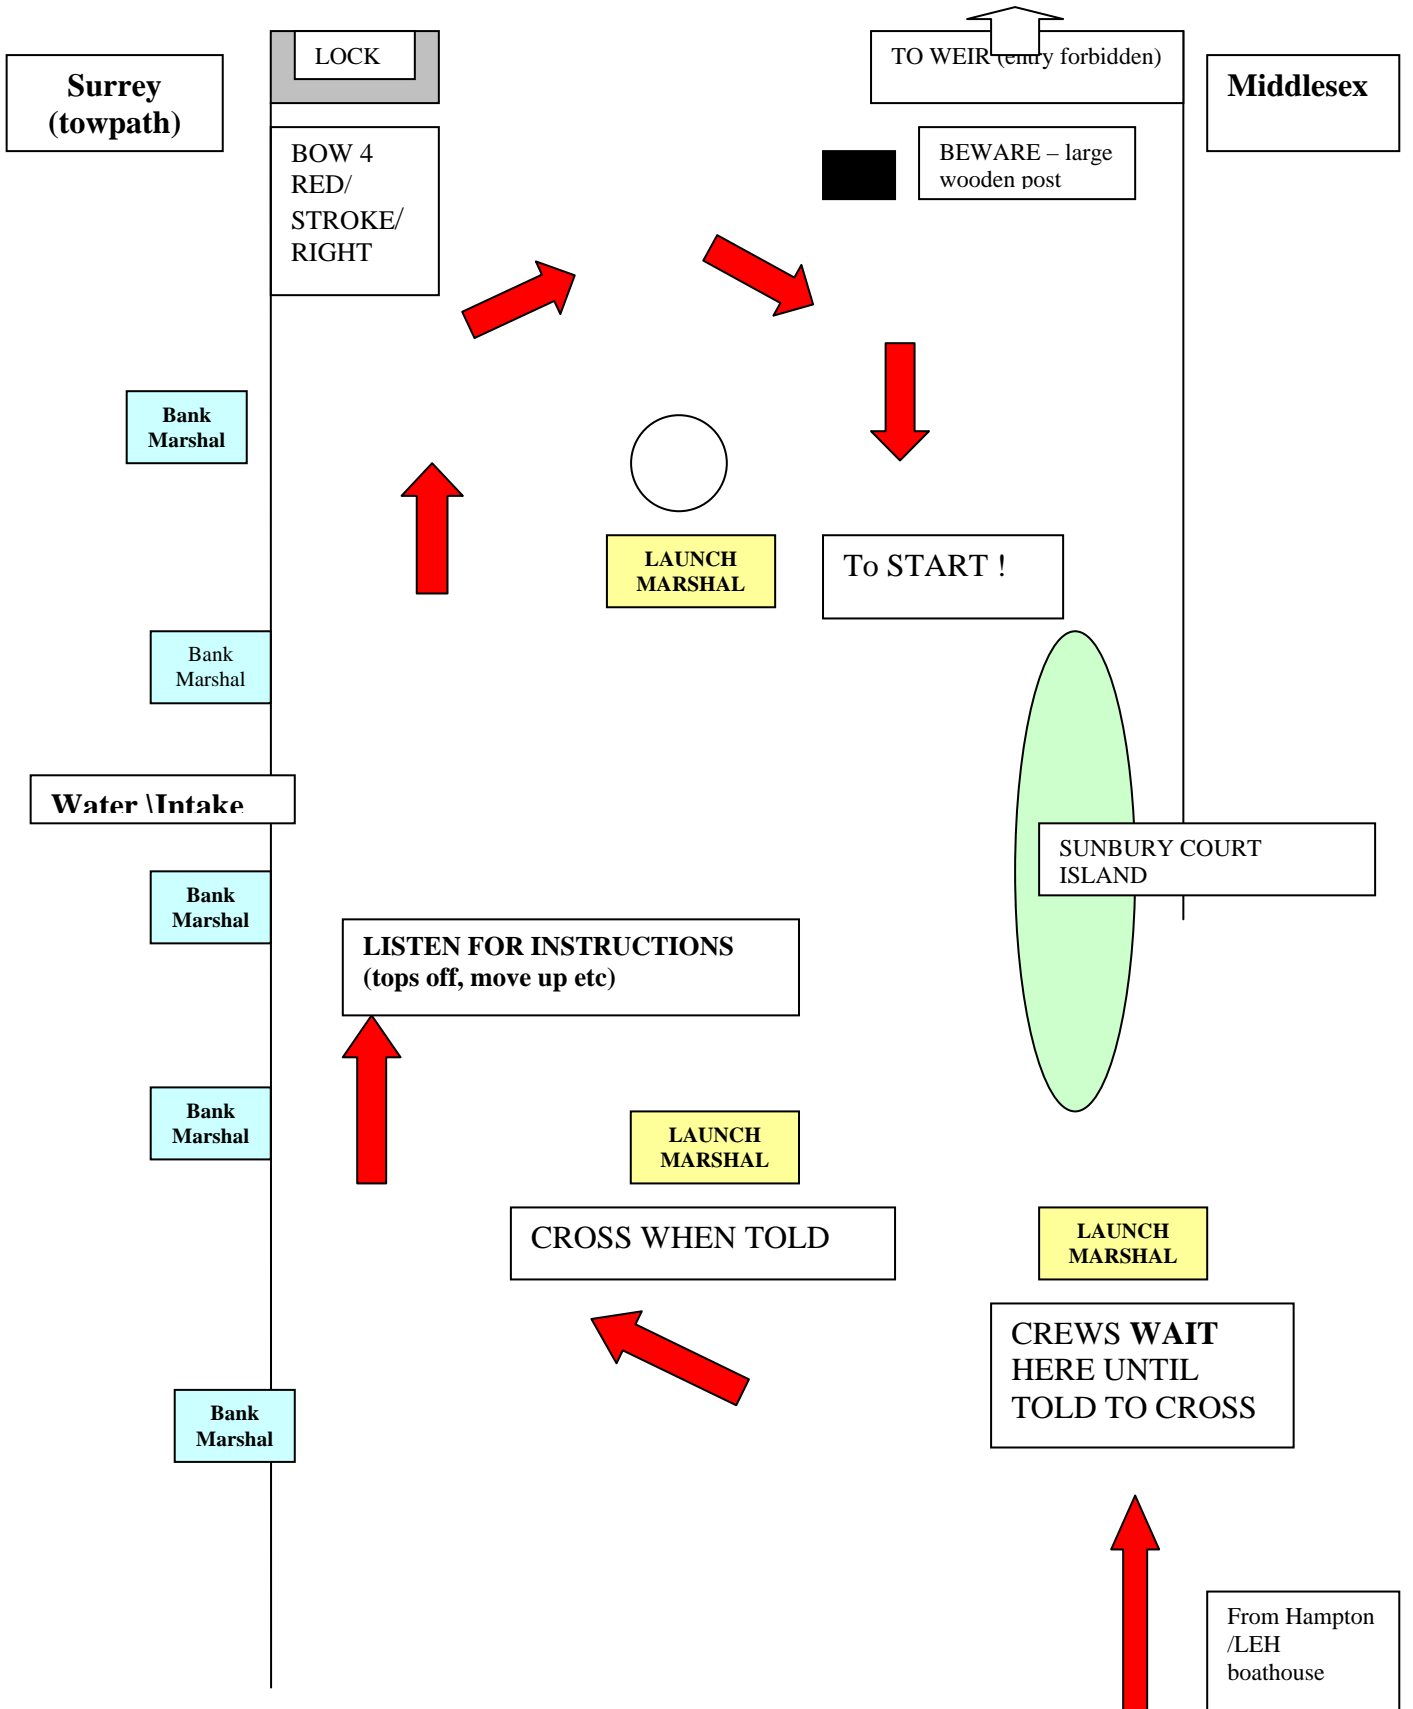 LOCK
TO WEIR (entry forbidden)
Surrey
(towpath)
Middlesex
BOW 4
RED/
STROKE/
RIGHT
BEWARE – large
wooden post
Bank
Marshal
LAUNCH
MARSHAL
To START !
Bank
Marshal
Water \Intake
SUNBURY COURT
ISLAND
Bank
Marshal
LISTEN FOR INSTRUCTIONS
(tops off, move up etc)
Bank
Marshal
LAUNCH
MARSHAL
CROSS WHEN TOLD
LAUNCH
MARSHAL
CREWS WAIT
HERE UNTIL
TOLD TO CROSS
Bank
Marshal
From Hampton
/LEH
boathouse